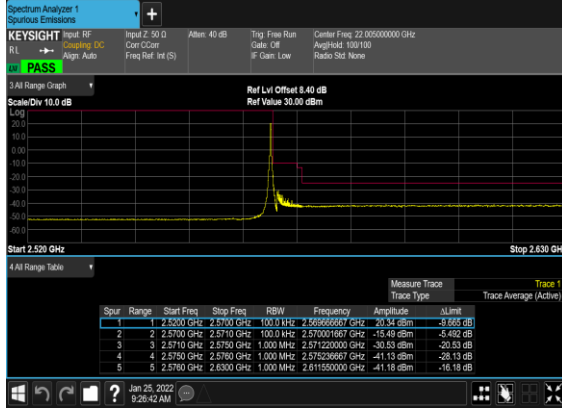 Spectrum Analyzer 1
Spurious Emissions
+
KEYSIGHT Input: RF Input Z: 50 Ω Atten: 40 dB Trig: Free Run Center Freq: 22.005000000 GHz
RL Coupling: DC Corr CCorr Gate: Off Avg|Hold: 100/100
Align: Auto Freq Ref: Int (S) IF Gain: Low Radio Std: None
PASS
3 All Range Graph
Ref Lvl Offset 8.40 dB
Scale/Div 10.0 dB Ref Value 30.00 dBm
Log
20.0
10.0
0.00
-10.0
-20.0
-30.0
-40.0
-50.0
-60.0
Start 2.520 GHz Stop 2.630 GH
4 All Range Table
Measure Trace Trace 1
Trace Type Trace Average (Active)
Spur Range Start Freq Stop Freq RBW Frequency Amplitude ΔLimit
1 1 2.5200 GHz 2.5700 GHz 100.0 kHz 2.569666667 GHz 20.34 dBm -9.665 dB
2 2 2.5700 GHz 2.5710 GHz 100.0 kHz 2.570001667 GHz -15.49 dBm -5.492 dB
3 3 2.5710 GHz 2.5750 GHz 1.000 MHz 2.571220000 GHz -30.53 dBm -20.53 dB
4 4 2.5750 GHz 2.5760 GHz 1.000 MHz 2.575236667 GHz -41.13 dBm -28.13 dB
5 5 2.5760 GHz 2.6300 GHz 1.000 MHz 2.611550000 GHz -41.18 dBm -16.18 dB
?
Jan 25, 2022
9:26:42 AM